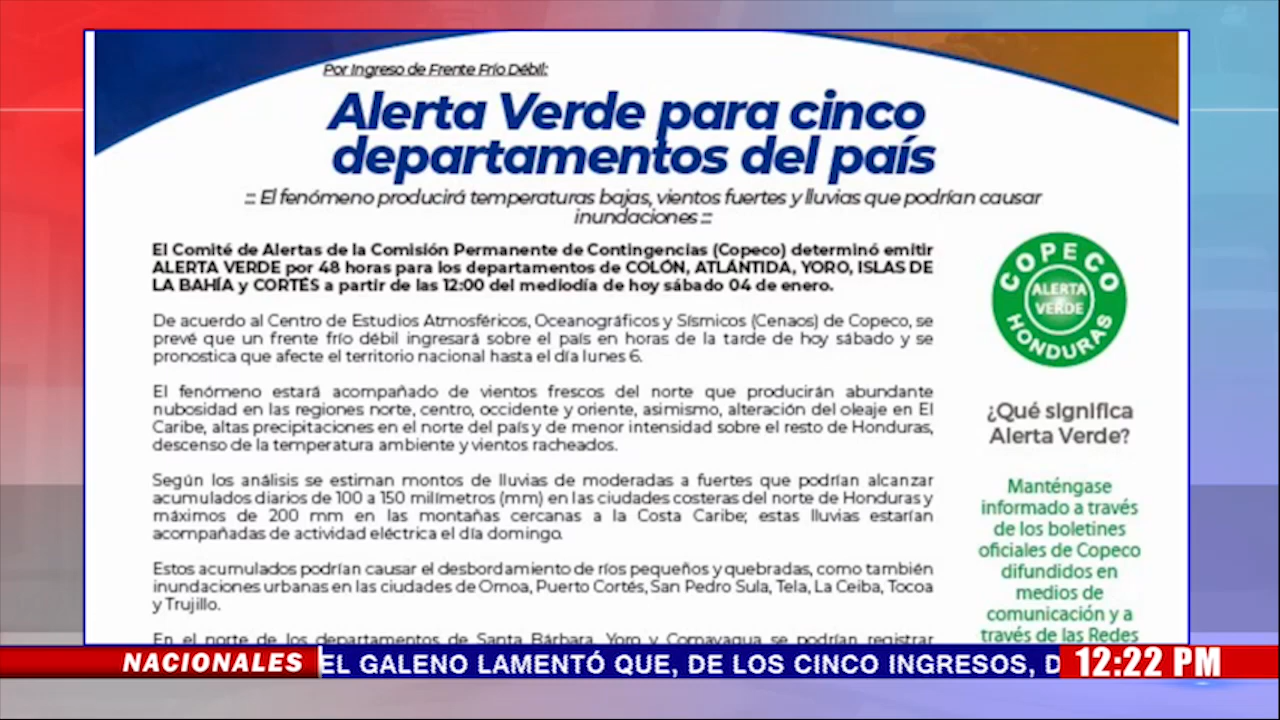 Por Ingreso de Frente Frío Débil:
Alerta Verde para cinco
departamentos del país
::: El fenómeno producirá temperaturas bajas, vientos fuertes y lluvias que podrían causar
inundaciones :::
El Comité de Alertas de la Comisión Permanente de Contingencias (Copeco) determinó emitir
ALERTA VERDE por 48 horas para los departamentos de COLÓN, ATLÁNTIDA, YORO, ISLAS DE
LA BAHÍA y CORTÉS a partir de las 12:00 del mediodía de hoy sábado 04 de enero.
De acuerdo al Centro de Estudios Atmosféricos, Oceanográficos y Sísmicos (Cenaos) de Copeco, se
prevé que un frente frío débil ingresará sobre el país en horas de la tarde de hoy sábado y se
pronostica que afecte el territorio nacional hasta el día lunes 6.
El fenómeno estará acompañado de vientos frescos del norte que producirán abundante
nubosidad en las regiones norte, centro, occidente y oriente, asimismo, alteración del oleaje en El
Caribe, altas precipitaciones en el norte del país y de menor intensidad sobre el resto de Honduras,
descenso de la temperatura ambiente y vientos racheados.
Según los análisis se estiman montos de lluvias de moderadas a fuertes que podrían alcanzar
acumulados diarios de 100 a 150 milímetros (mm) en las ciudades costeras del norte de Honduras y
máximos de 200 mm en las montañas cercanas a la Costa Caribe; estas lluvias estarían
acompañadas de actividad eléctrica el día domingo.
Estos acumulados podrían causar el desbordamiento de ríos pequeños y quebradas, como también
inundaciones urbanas en las ciudades de Omoa, Puerto Cortés, San Pedro Sula, Tela, La Ceiba, Tocoa
y Trujillo.
En el norte de los departamentos de Santa Bárbara, Yoro y Comayagua se podrían registrar
COPECO
ALERTA
VERDE
HONDURAS
¿Qué significa
Alerta Verde?
Manténgase
informado a través
de los boletines
oficiales de Copeco
difundidos en
medios de
comunicación y a
través de las Redes
NACIONALES
EL GALENO LAMENTÓ QUE, DE LOS CINCO INGRESOS, D
12:22 PM